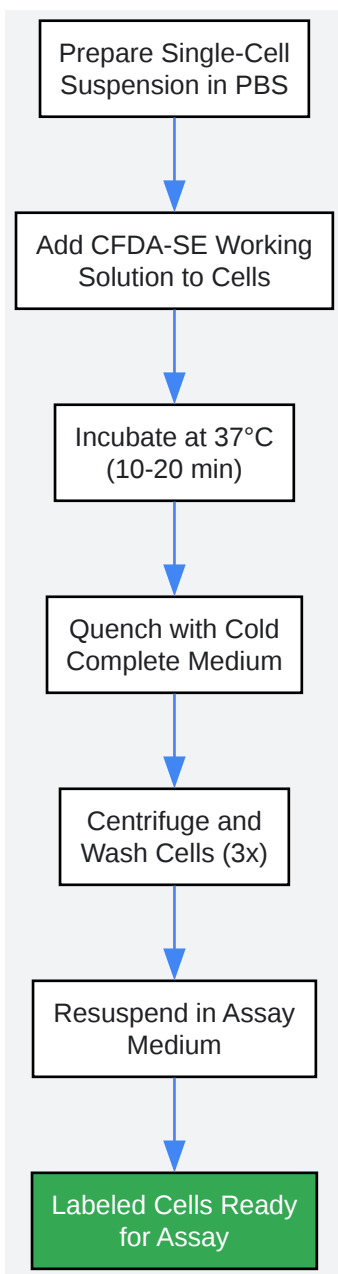 Prepare Single-Cell
Suspension in PBS
Add CFDA-SE Working
Solution to Cells
Incubate at 37°C
(10-20 min)
Quench with Cold
Complete Medium
Centrifuge and
Wash Cells (3x)
Resuspend in Assay
Medium
Labeled Cells Ready
for Assay